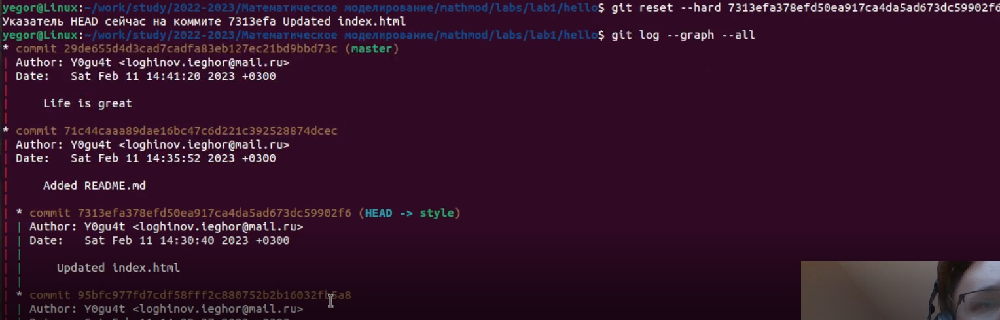 yegor@Linux:~/work/study/2022-2023/Математическое моделирование/mathmod/labs/lab1/hello$ git reset --hard 7313efa378efd50ea917ca4da5ad673dc59902f6
Указатель HEAD сейчас на коммите 7313efa Updated index.html
yegor@Linux:~/work/study/2022-2023/Математическое моделирование/mathmod/labs/lab1/hello$ git log --graph --all
* commit 29de655d4d3cad7cadfa83eb127ec21bd9bbd73c (master)
| Author: Y0gu4t <loghinov.ieghor@mail.ru>
| Date:   Sat Feb 11 14:41:20 2023 +0300
|
|     Life is great
|
* commit 71c44caaa89dae16bc47c6d221c392528874dcec
| Author: Y0gu4t <loghinov.ieghor@mail.ru>
| Date:   Sat Feb 11 14:35:52 2023 +0300
|
|     Added README.md
|
| * commit 7313efa378efd50ea917ca4da5ad673dc59902f6 (HEAD -> style)
| | Author: Y0gu4t <loghinov.ieghor@mail.ru>
| | Date:   Sat Feb 11 14:30:40 2023 +0300
| |
| |     Updated index.html
| |
| * commit 95bfc977fd7cdf58fff2c880752b2b16032fb5a8
| | Author: Y0gu4t <loghinov.ieghor@mail.ru>